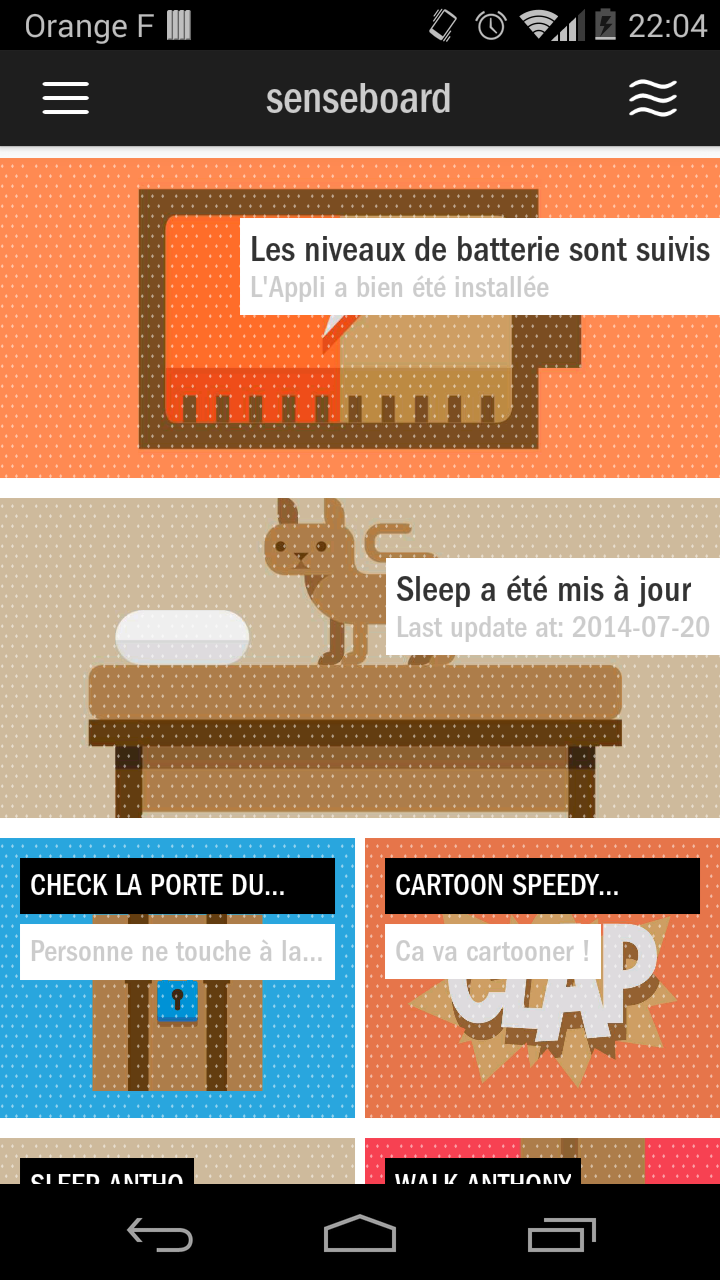 Orange F 22:04
senseboard
Les niveaux de batterie sont suivis
L'Appli a bien été installée
Sleep a été mis à jour
Last update at: 2014-07-20
CHECK LA PORTE DU...
Personne ne touche à la...
CARTOON SPEEDY...
Ca va cartooner !
CLAP
SLEEP ANTHO
WALK ANTHONY